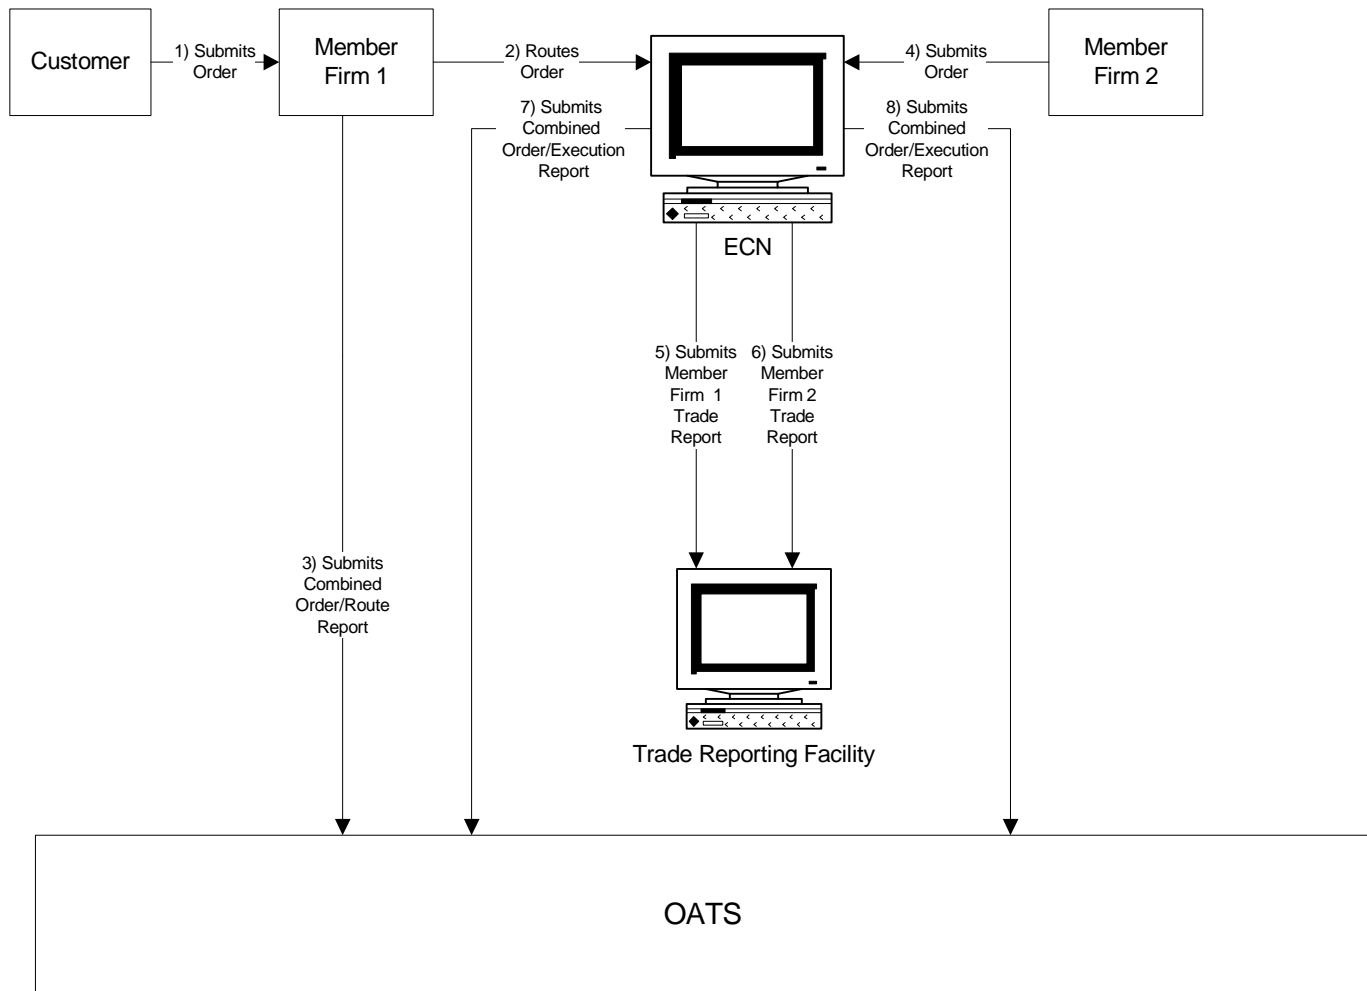 Customer
1) Submits
Order
Member
Firm 1
2) Routes
Order
4) Submits
Order
Member
Firm 2
7) Submits
Combined
Order/Execution
Report
8) Submits
Combined
Order/Execution
Report
ECN
5) Submits
Member
Firm 1
Trade
Report
6) Submits
Member
Firm 2
Trade
Report
3) Submits
Combined
Order/Route
Report
Trade Reporting Facility
OATS